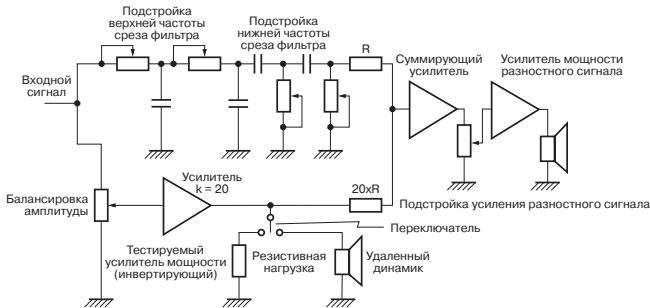 Подстройка
верхней частоты
среза фильтра
Подстройка
нижней частоты
среза фильтра
R
Суммирующий
усилитель
Усилитель мощности
разностного сигнала
Входной
сигнал
Усилитель
k = 20
20xR
Балансировка
амплитуды
Подстройка усиления разностного сигнала
Переключатель
Тестируемый
усилитель мощности
(инвертирующий)
Резистивная
нагрузка
Удаленный
динамик